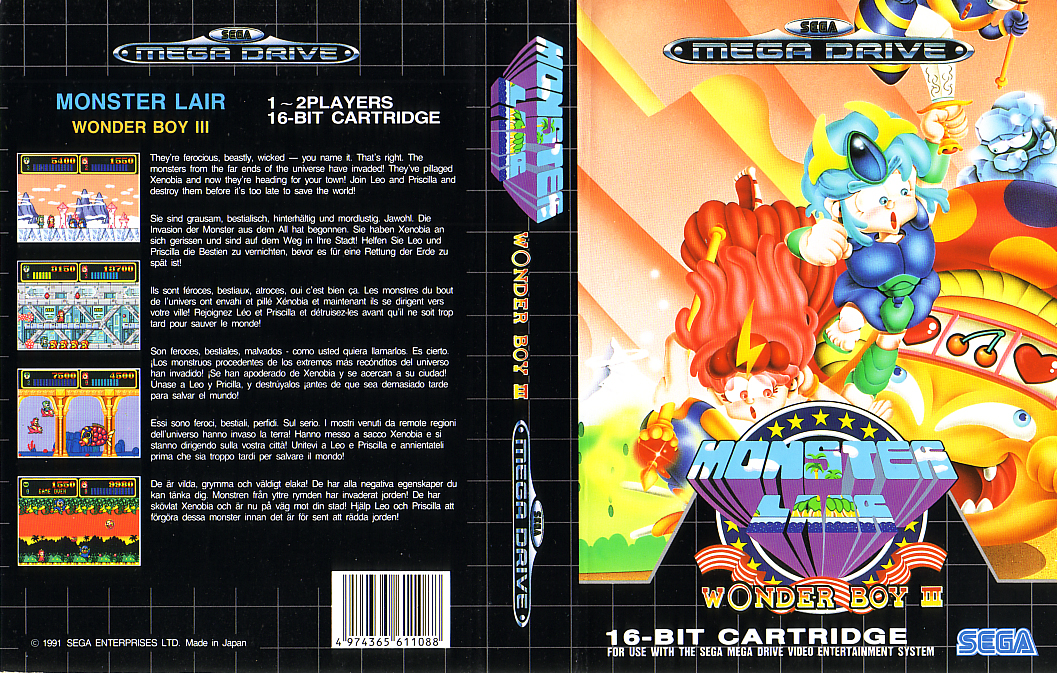 SEGA
MEGA DRIVE
MONSTER LAIR
WONDER BOY III
1~2PLAYERS
16-BIT CARTRIDGE
5400 1550
3150 13700
7500 4500
1550 9980
GAME OVER
They're ferocious, beastly, wicked — you name it. That's right. The
monsters from the far ends of the universe have invaded! They've pillaged
Xenobia and now they're heading for your town! Join Leo and Priscilla and
destroy them before it's too late to save the world!
Sie sind grausam, bestialisch, hinterhältig und mordlustig. Jawohl. Die
Invasion der Monster aus dem All hat begonnen. Sie haben Xenobia an
sich gerissen und sind auf dem Weg in Ihre Stadt! Helfen Sie Leo und
Priscilla die Bestien zu vernichten, bevor es für eine Rettung der Erde zu
spät ist!
Ils sont féroces, bestiaux, atroces, oui c'est bien ça. Les monstres du bout
de l'univers ont envahi et pillé Xénobia et maintenant ils se dirigent vers
votre ville! Rejoignez Léo et Priscilla et détruisez-les avant qu'il ne soit trop
tard pour sauver le monde!
Son feroces, bestiales, malvados - como usted quiera llamarlos. Es cierto.
¡Los monstruos procedentes de los extremos más recónditos del universo
han invadido! ¡Se han apoderado de Xenobia y se acercan a su ciudad!
Únase a Leo y Pricilla, y destrúyalos ¡antes de que sea demasiado tarde
para salvar el mundo!
Essi sono feroci, bestiali, perfidi. Sul serio. I mostri venuti da remote regioni
dell'universo hanno invaso la terra! Hanno messo a sacco Xenobia e si
stanno dirigendo sulla vostra città! Unitevi a Leo e Priscilla e annientateli
prima che sia troppo tardi per salvare il mondo!
De är vilda, grymma och väldigt elaka! De har alla negativa egenskaper du
kan tänka dig. Monstren från yttre rymden har invaderat jorden! De har
skövlat Xenobia och är nu på väg mot din stad! Hjälp Leo och Priscilla att
förgöra dessa monster innan det är för sent att rädda jorden!
© 1991 SEGA ENTERPRISES LTD. Made in Japan
4 974365 611088
MONSTER
LAIR
WONDER BOY III
SEGA
MEGA DRIVE
SEGA
MEGA DRIVE
MONSTER
LAIR
WONDER BOY III
16-BIT CARTRIDGE
FOR USE WITH THE SEGA MEGA DRIVE VIDEO ENTERTAINMENT SYSTEM
SEGA